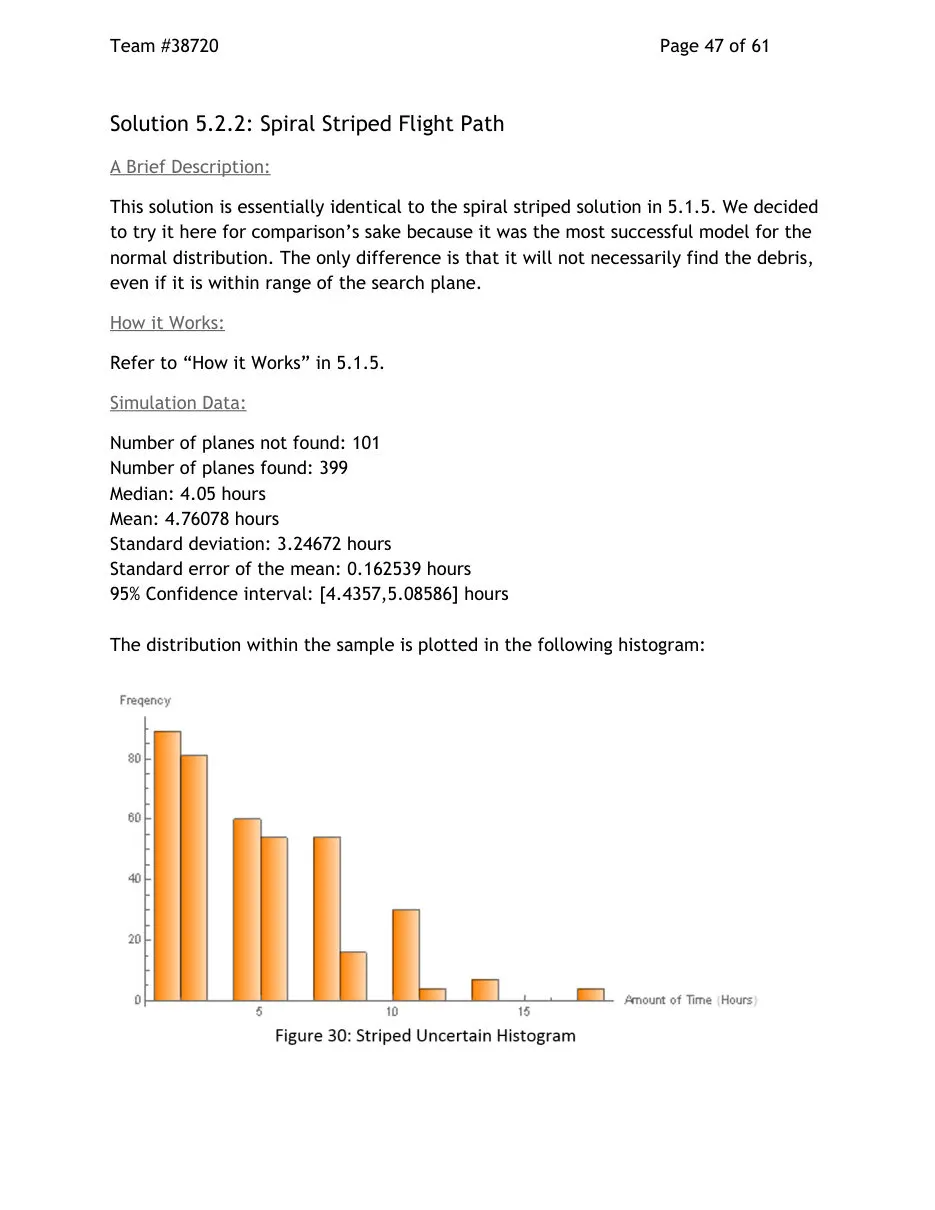 Team #38720 Page 47 of 61
Solution 5.2.2: Spiral Striped Flight Path
A Brief Description:
This solution is essentially identical to the spiral striped solution in 5.1.5. We decided
to try it here for comparison’s sake because it was the most successful model for the
normal distribution. The only difference is that it will not necessarily find the debris,
even if it is within range of the search plane.
How it Works:
Refer to “How it Works” in 5.1.5.
Simulation Data:
Number of planes not found: 101
Number of planes found: 399
Median: 4.05 hours
Mean: 4.76078 hours
Standard deviation: 3.24672 hours
Standard error of the mean: 0.162539 hours
95% Confidence interval: [4.4357,5.08586] hours
The distribution within the sample is plotted in the following histogram:
Freqency
80
60
40
20
0
5 10 15
Amount of Time (Hours)
Figure 30: Striped Uncertain Histogram